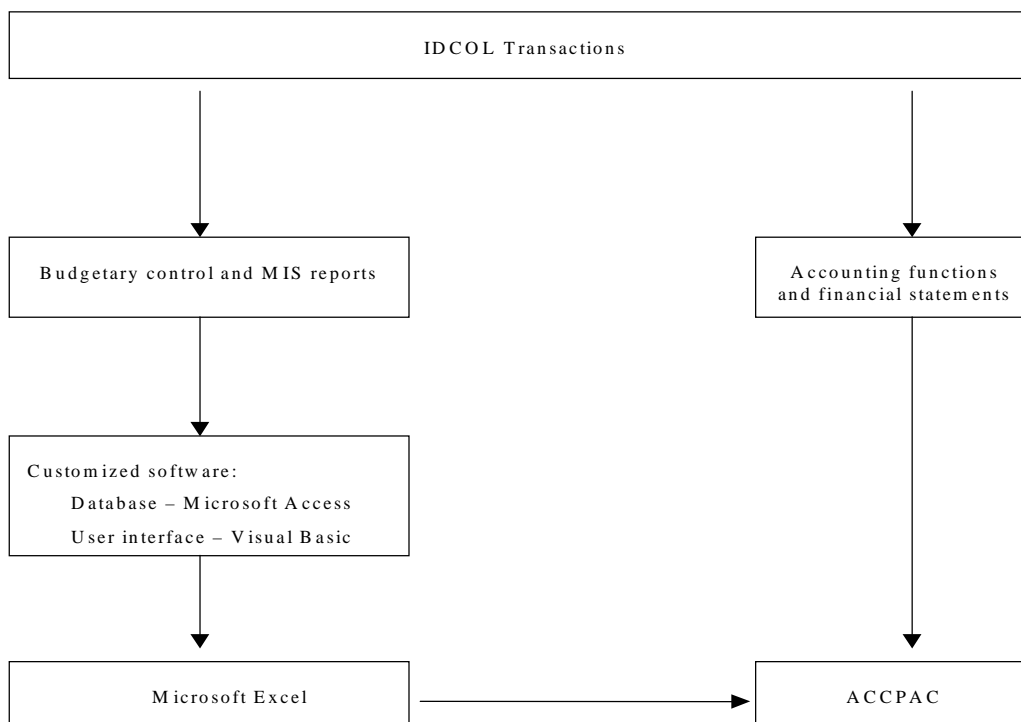 IDCOL Transactions
Budgetary control and MIS reports
Accounting functions
and financial statements
Customized software:
Database – Microsoft Access
User interface – Visual Basic
Microsoft Excel
ACCPAC